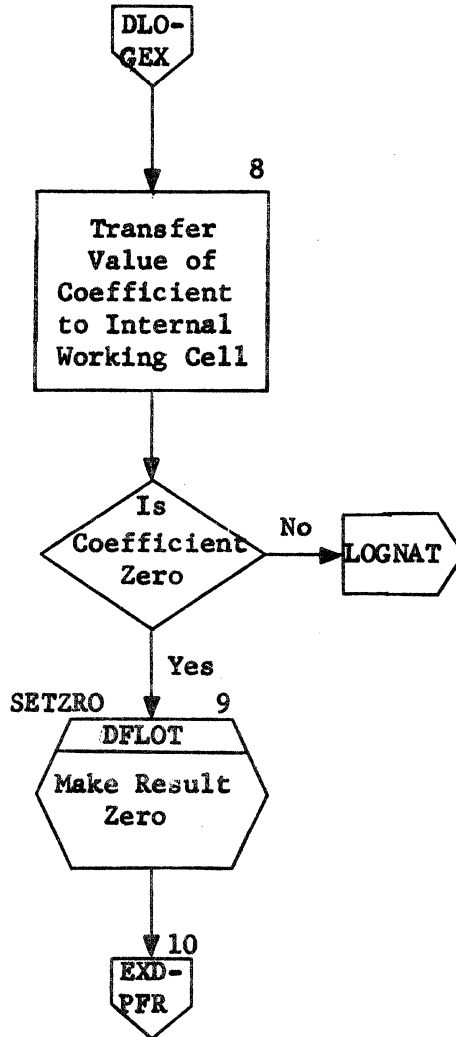 DLO-
GEX
8
Transfer
Value of
Coefficient
to Internal
Working Cell
Is
Coefficient
Zero
No
LOGNAT
Yes
SETZRO
9
DFLOT
Make Result
Zero
10
EXD-
PFR